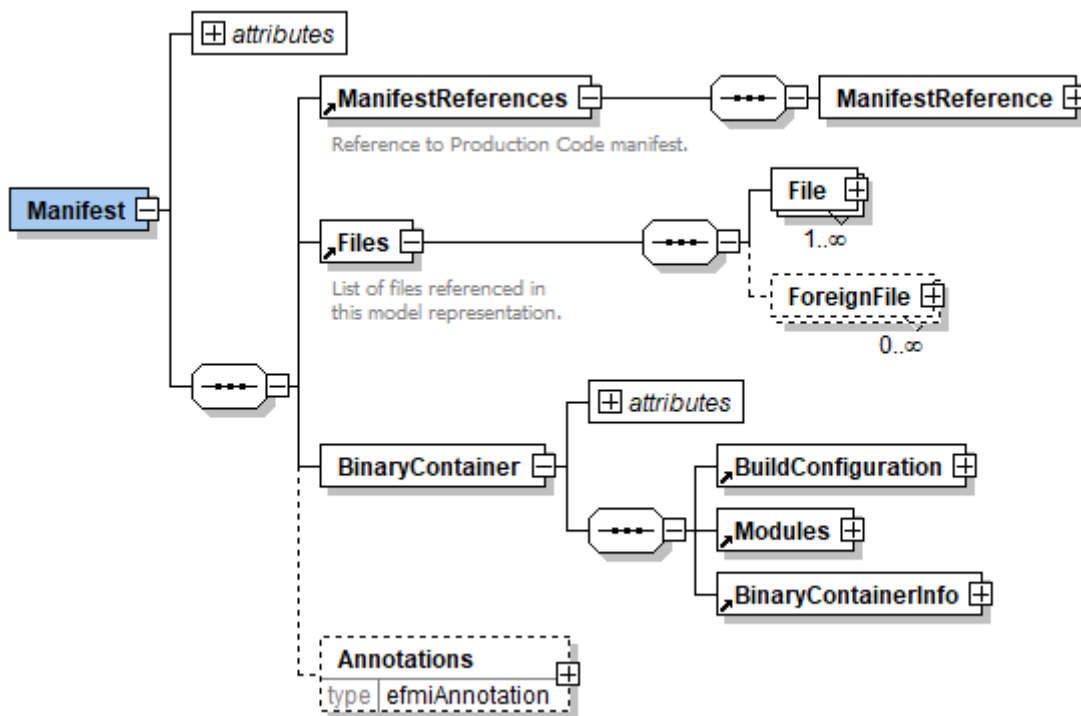 attributes
ManifestReferences
ManifestReference
Reference to Production Code manifest.
Manifest
File
1..∞
Files
List of files referenced in
this model representation.
ForeignFile
0..∞
attributes
BinaryContainer
BuildConfiguration
Modules
BinaryContainerInfo
Annotations
type efmiAnnotation